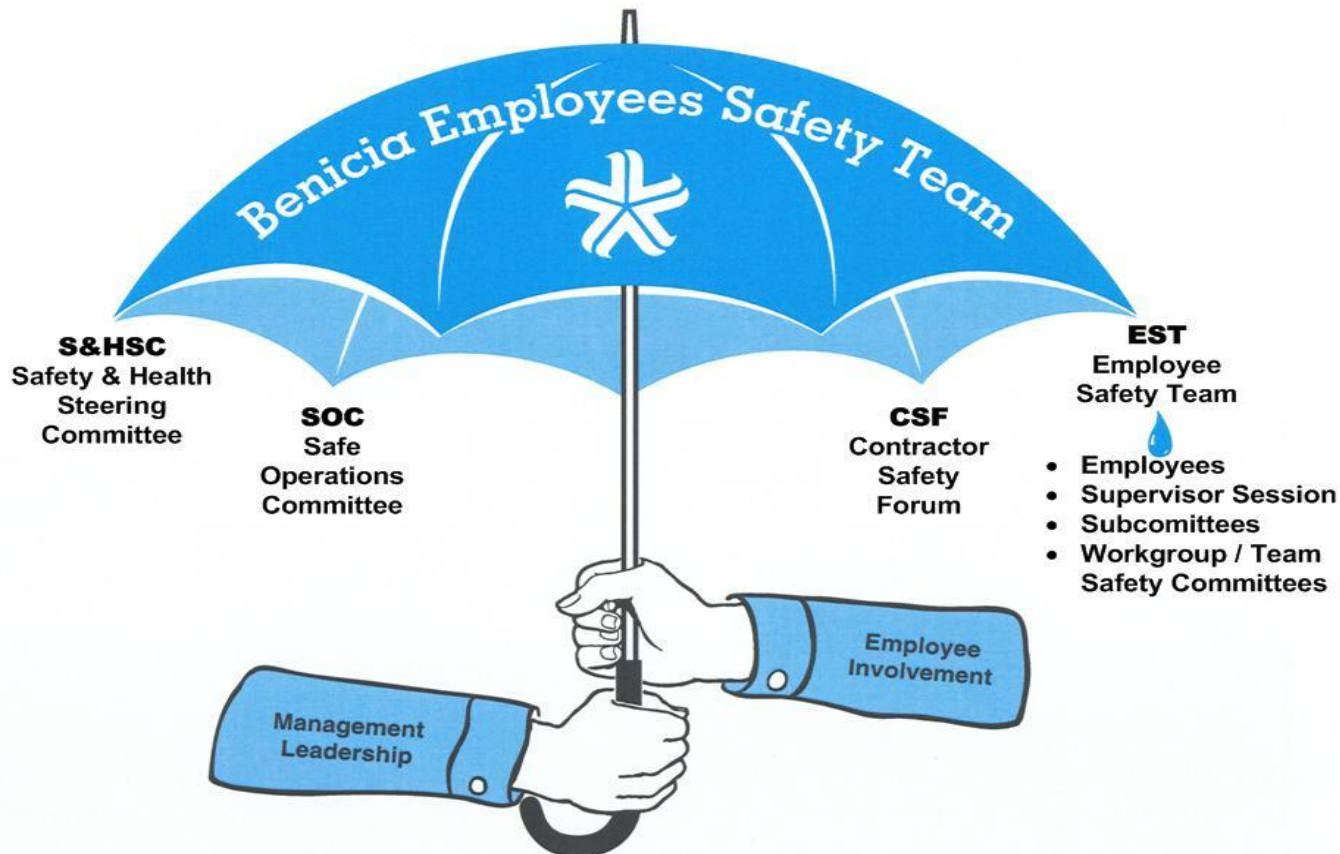 Benicia Employees Safety Team
S&HSC
Safety & Health
Steering
Committee
SOC
Safe
Operations
Committee
CSF
Contractor
Safety
Forum
EST
Employee
Safety Team
• Employees
• Supervisor Session
• Subcomittees
• Workgroup / Team
Safety Committees
Employee
Involvement
Management
Leadership